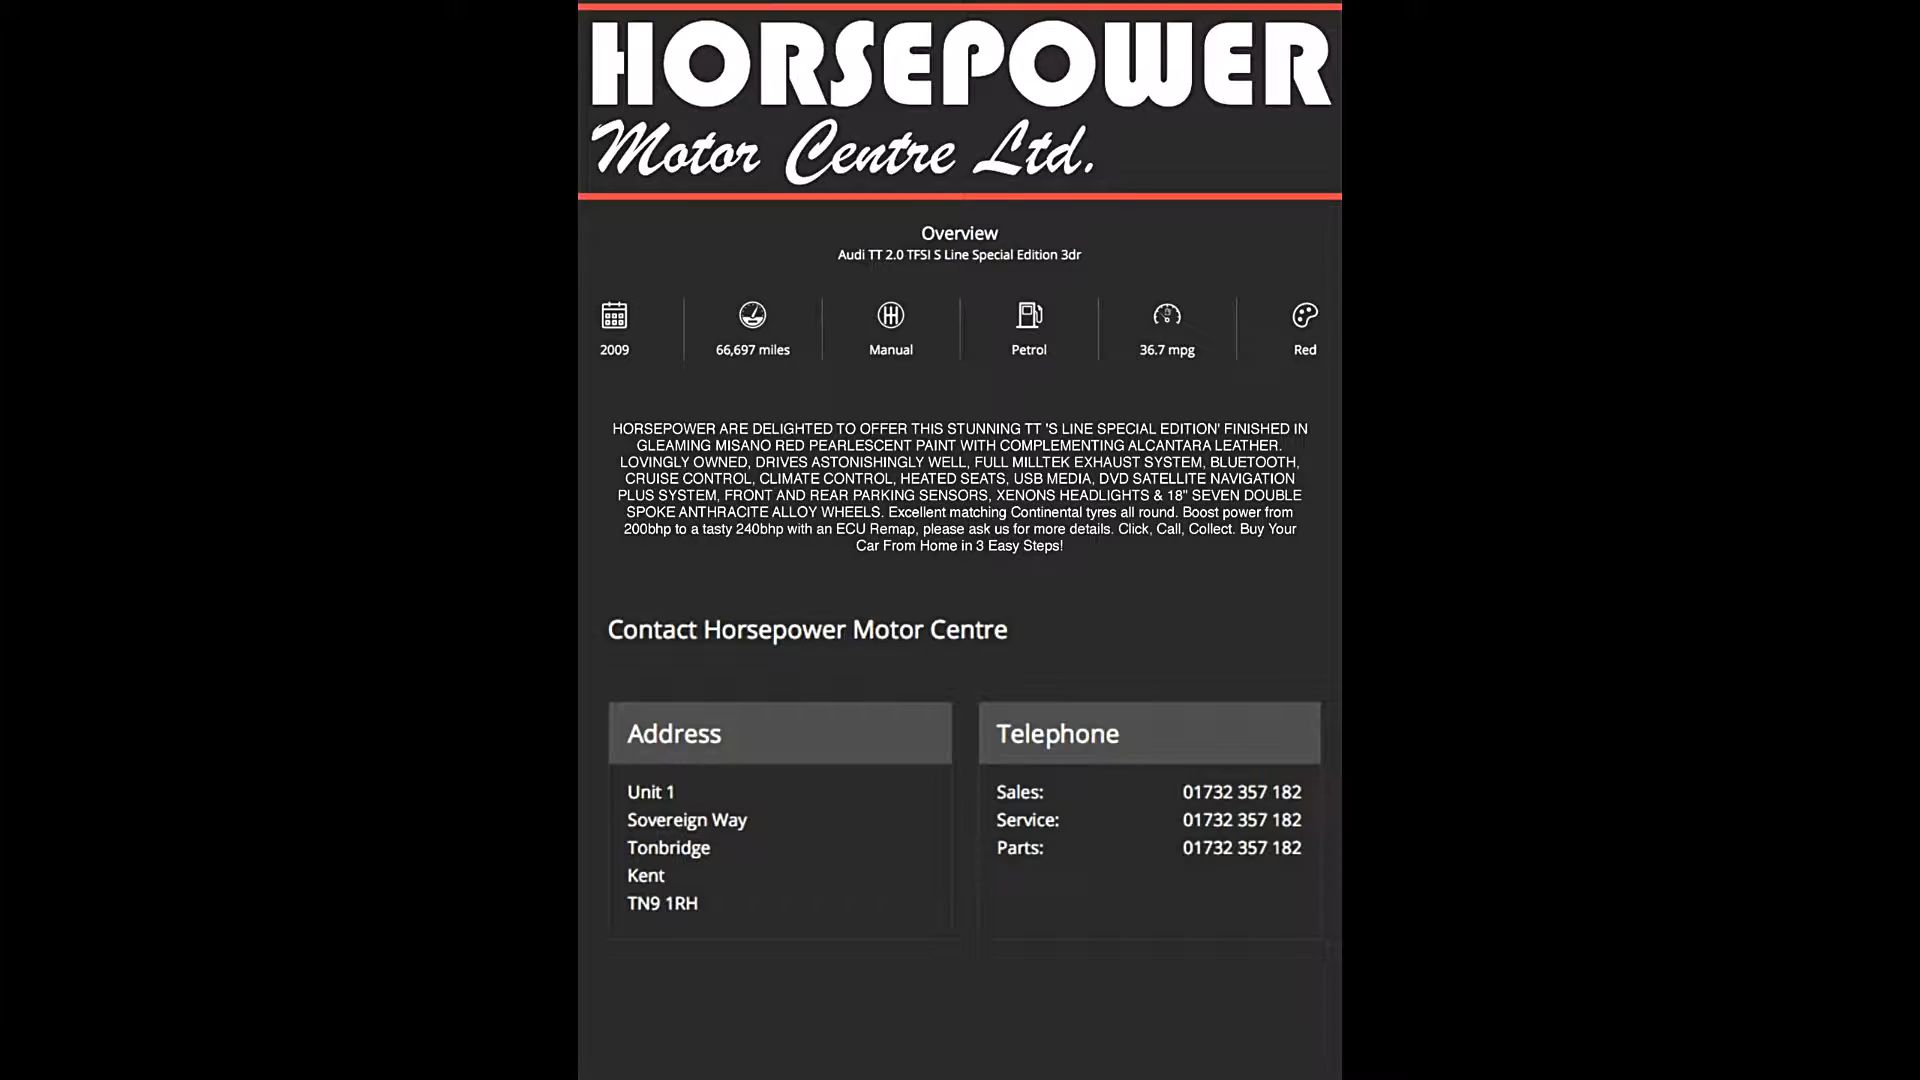 HORSEPOWER
Motor Centre Ltd.
Overview
Audi TT 2.0 TFSI S Line Special Edition 3dr
2009
66,697 miles
Manual
Petrol
36.7 mpg
Red
HORSEPOWER ARE DELIGHTED TO OFFER THIS STUNNING TT 'S LINE SPECIAL EDITION' FINISHED IN
GLEAMING MISANO RED PEARLESCENT PAINT WITH COMPLEMENTING ALCANTARA LEATHER.
LOVINGLY OWNED, DRIVES ASTONISHINGLY WELL, FULL MILLTEK EXHAUST SYSTEM, BLUETOOTH,
CRUISE CONTROL, CLIMATE CONTROL, HEATED SEATS, USB MEDIA, DVD SATELLITE NAVIGATION
PLUS SYSTEM, FRONT AND REAR PARKING SENSORS, XENONS HEADLIGHTS & 18" SEVEN DOUBLE
SPOKE ANTHRACITE ALLOY WHEELS. Excellent matching Continental tyres all round. Boost power from
200bhp to a tasty 240bhp with an ECU Remap, please ask us for more details. Click, Call, Collect. Buy Your
Car From Home in 3 Easy Steps!
Contact Horsepower Motor Centre
Address
Unit 1
Sovereign Way
Tonbridge
Kent
TN9 1RH
Telephone
Sales: 01732 357 182
Service: 01732 357 182
Parts: 01732 357 182